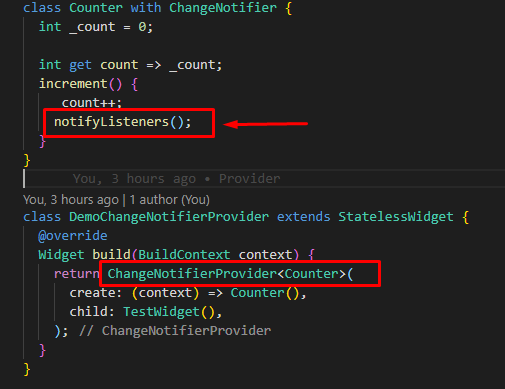 class Counter with ChangeNotifier {
int _count = 0;
int get count => _count;
increment() {
_count++;
notifyListeners();
}
}
You, 3 hours ago • Provider
You, 3 hours ago | 1 author (You)
class DemoChangeNotifierProvider extends StatelessWidget {
@override
Widget build(BuildContext context) {
return ChangeNotifierProvider<Counter>(
create: (context) => Counter(),
child: TestWidget(),
); // ChangeNotifierProvider
}
}